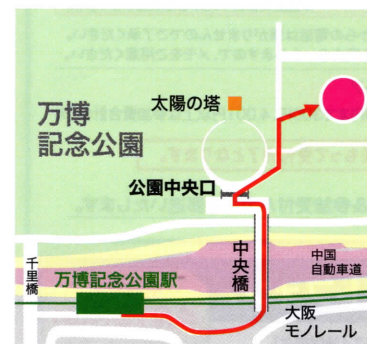 太陽の塔
万博
記念公園
公園中央口
中央橋
千里橋
万博記念公園駅
中国
自動車道
大阪
モノレール